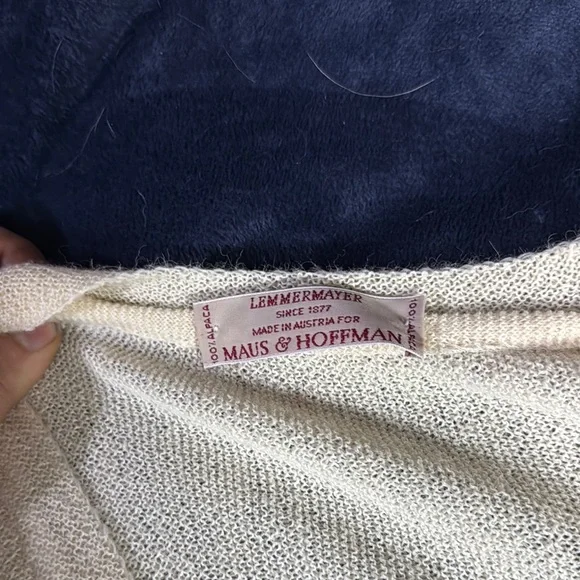 LEMMERMAYER
SINCE 1877
MADE IN AUSTRIA FOR
MAUS & HOFFMAN
100% ALPACA
100% ALPACA